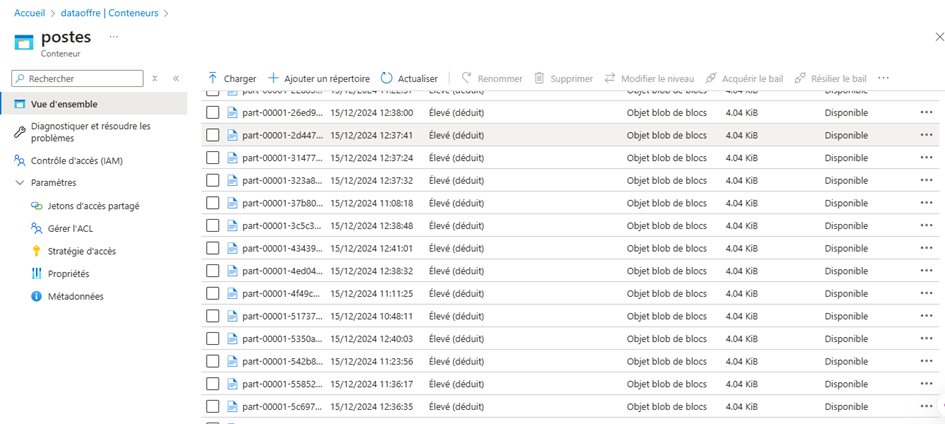 Accueil > dataoffre | Conteneurs >
postes ...
Conteneur
Rechercher
Charger Ajouter un répertoire Actualiser Renommer Supprimer Modifier le niveau Acquérir le bail Résilier le bail ...
Vue d'ensemble
Diagnostiquer et résoudre les
problèmes
Contrôle d'accès (IAM)
Paramètres
Jetons d'accès partagé
Gérer l'ACL
Stratégie d'accès
Propriétés
Métadonnées
part-00001-26ed9... 15/12/2024 12:38:00 Élevé (déduit) Objet blob de blocs 4.04 KiB Disponible ...
part-00001-2d447... 15/12/2024 12:37:41 Élevé (déduit) Objet blob de blocs 4.04 KiB Disponible ...
part-00001-31477... 15/12/2024 12:37:24 Élevé (déduit) Objet blob de blocs 4.04 KiB Disponible ...
part-00001-323a8... 15/12/2024 12:37:32 Élevé (déduit) Objet blob de blocs 4.04 KiB Disponible ...
part-00001-37b80... 15/12/2024 11:08:18 Élevé (déduit) Objet blob de blocs 4.04 KiB Disponible ...
part-00001-3c5c3... 15/12/2024 12:38:48 Élevé (déduit) Objet blob de blocs 4.04 KiB Disponible ...
part-00001-43439... 15/12/2024 12:41:01 Élevé (déduit) Objet blob de blocs 4.04 KiB Disponible ...
part-00001-4ed04... 15/12/2024 12:38:32 Élevé (déduit) Objet blob de blocs 4.04 KiB Disponible ...
part-00001-4f49c... 15/12/2024 11:11:25 Élevé (déduit) Objet blob de blocs 4.04 KiB Disponible ...
part-00001-51737... 15/12/2024 10:48:11 Élevé (déduit) Objet blob de blocs 4.04 KiB Disponible ...
part-00001-5350a... 15/12/2024 12:40:03 Élevé (déduit) Objet blob de blocs 4.04 KiB Disponible ...
part-00001-542b8... 15/12/2024 11:23:56 Élevé (déduit) Objet blob de blocs 4.04 KiB Disponible ...
part-00001-55852... 15/12/2024 11:36:17 Élevé (déduit) Objet blob de blocs 4.04 KiB Disponible ...
part-00001-5c697... 15/12/2024 12:36:35 Élevé (déduit) Objet blob de blocs 4.04 KiB Disponible ...